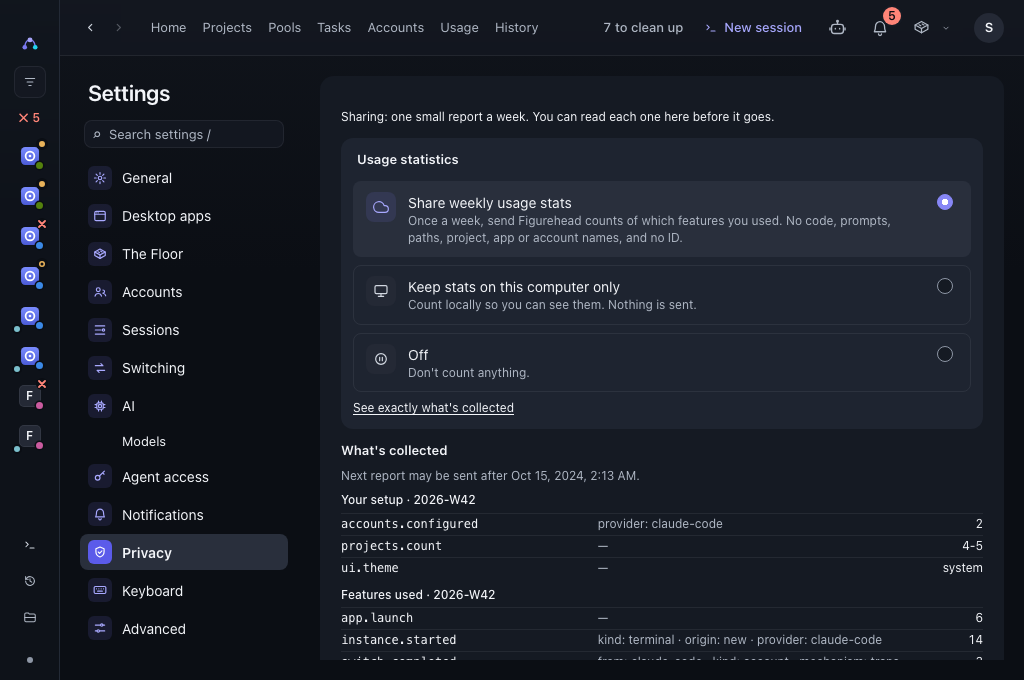 Home Projects Pools Tasks Accounts Usage History 7 to clean up New session 5 S
5
F
F
Settings
Search settings /
General
Desktop apps
The Floor
Accounts
Sessions
Switching
AI
Models
Agent access
Notifications
Privacy
Keyboard
Advanced
Sharing: one small report a week. You can read each one here before it goes.
Usage statistics
Share weekly usage stats
Once a week, send Figurehead counts of which features you used. No code, prompts,
paths, project, app or account names, and no ID.
Keep stats on this computer only
Count locally so you can see them. Nothing is sent.
Off
Don't count anything.
See exactly what's collected
What's collected
Next report may be sent after Oct 15, 2024, 2:13 AM.
Your setup · 2026-W42
accounts.configured provider: claude-code 2
projects.count — 4-5
ui.theme — system
Features used · 2026-W42
app.launch — 6
instance.started kind: terminal · origin: new · provider: claude-code 14